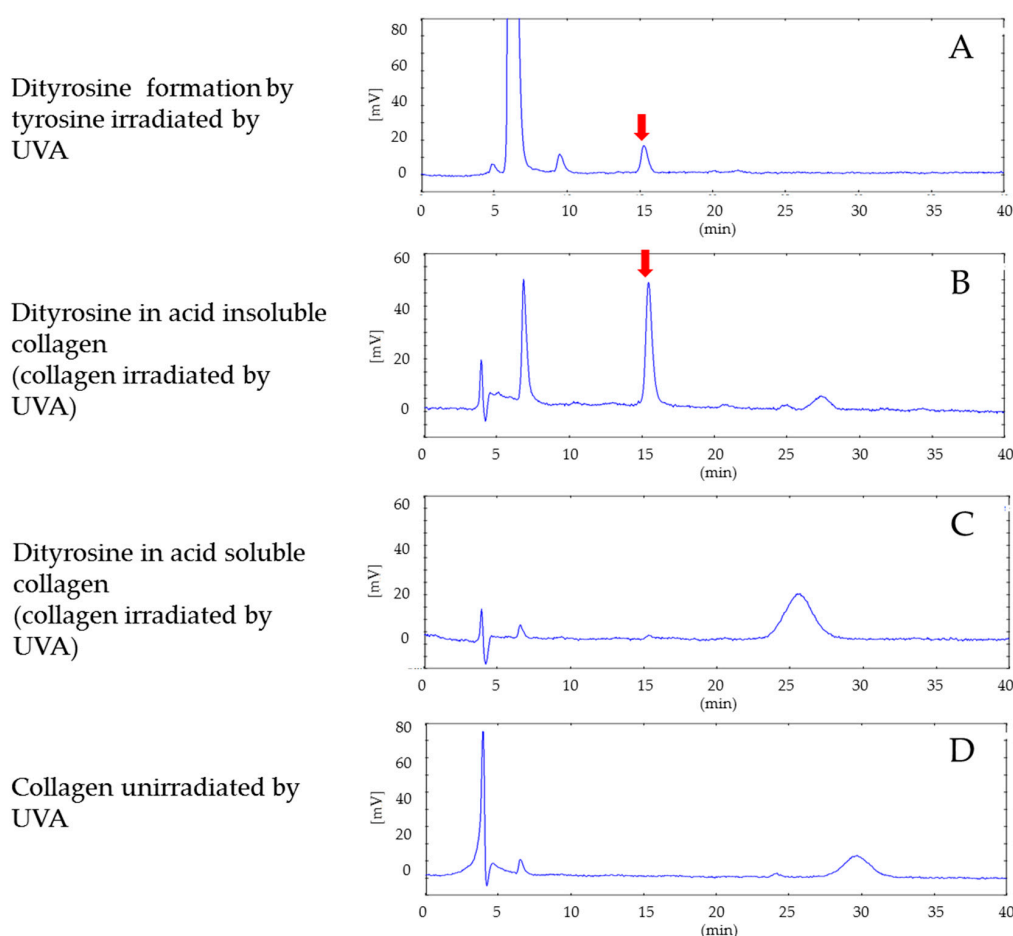 Dityrosine formation by
tyrosine irradiated by
UVA
A
80
60
40
20
0
[mV]
0 5 10 15 20 25 30 35 40
(min)
Dityrosine in acid insoluble
collagen
(collagen irradiated by
UVA)
B
60
40
20
0
[mV]
0 5 10 15 20 25 30 35 40
(min)
Dityrosine in acid soluble
collagen
(collagen irradiated by
UVA)
C
60
40
20
0
[mV]
0 5 10 15 20 25 30 35 40
(min)
Collagen unirradiated by
UVA
D
80
60
40
20
0
[mV]
0 5 10 15 20 25 30 35 40
(min)